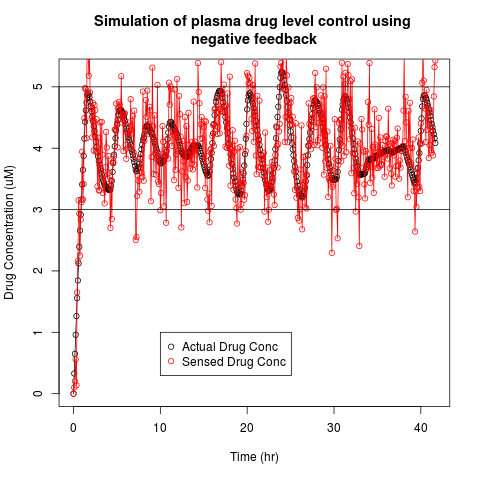 Simulation of plasma drug level control using
negative feedback
Drug Concentration (uM)
5
4
3
2
1
0
Actual Drug Conc
Sensed Drug Conc
0
10
20
30
40
Time (hr)